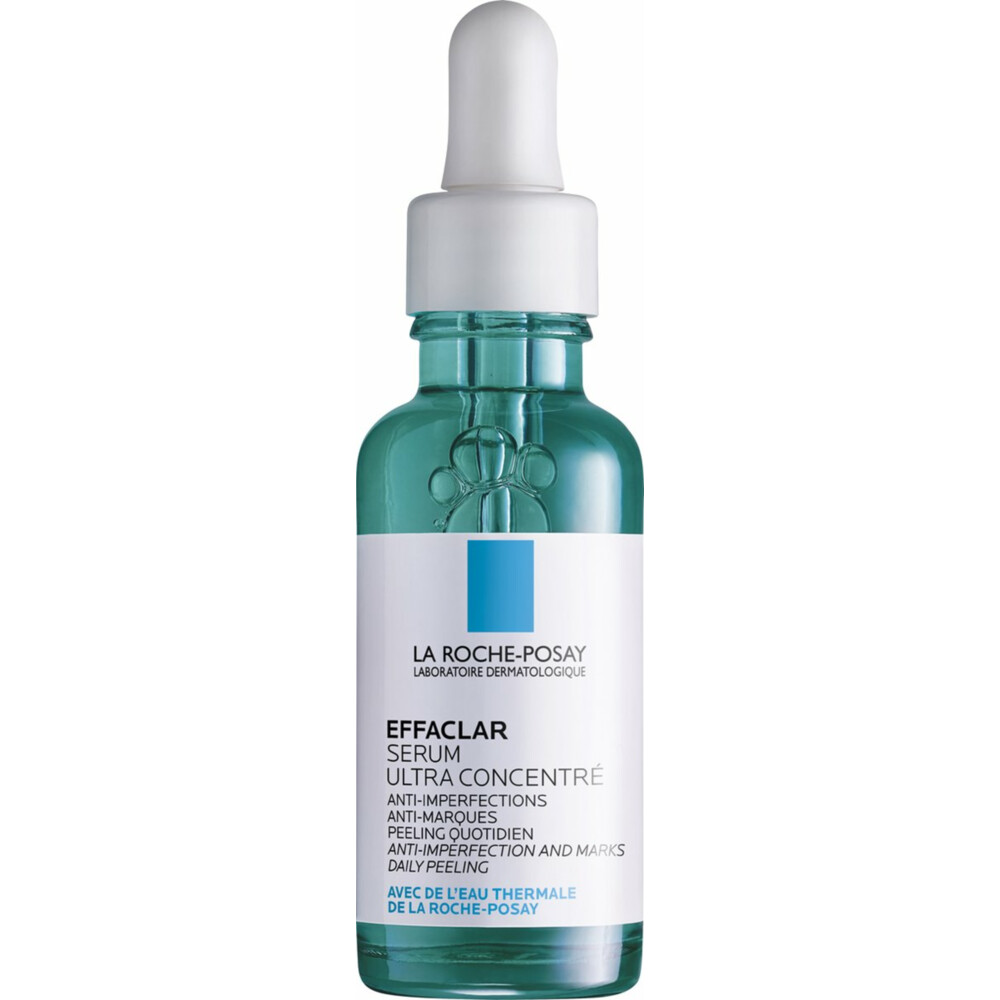 LA ROCHE-POSAY
LABORATOIRE DERMATOLOGIQUE
EFFACLAR
SERUM
ULTRA CONCENTRÉ
ANTI-IMPERFECTIONS
ANTI-MARQUES
PEELING QUOTIDIEN
ANTI-IMPERFECTION AND MARKS
DAILY PEELING
AVEC DE L'EAU THERMALE
DE LA ROCHE-POSAY